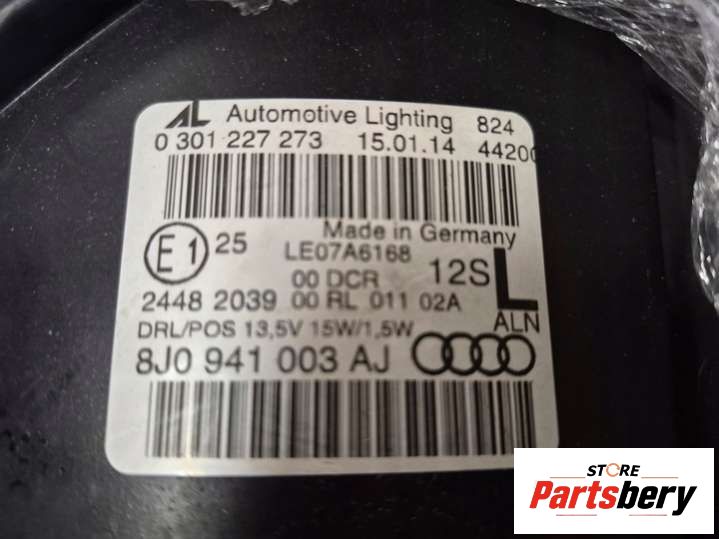 AL Automotive Lighting 824
0 301 227 273 15.01.14 4420
Made in Germany
E1 25 LE07A6168
00 DCR 12S L
2448 2039 00 RL 011 02A
DRL/POS 13,5V 15W/1,5W ALN
8J0 941 003 AJ
STORE
Partsbery